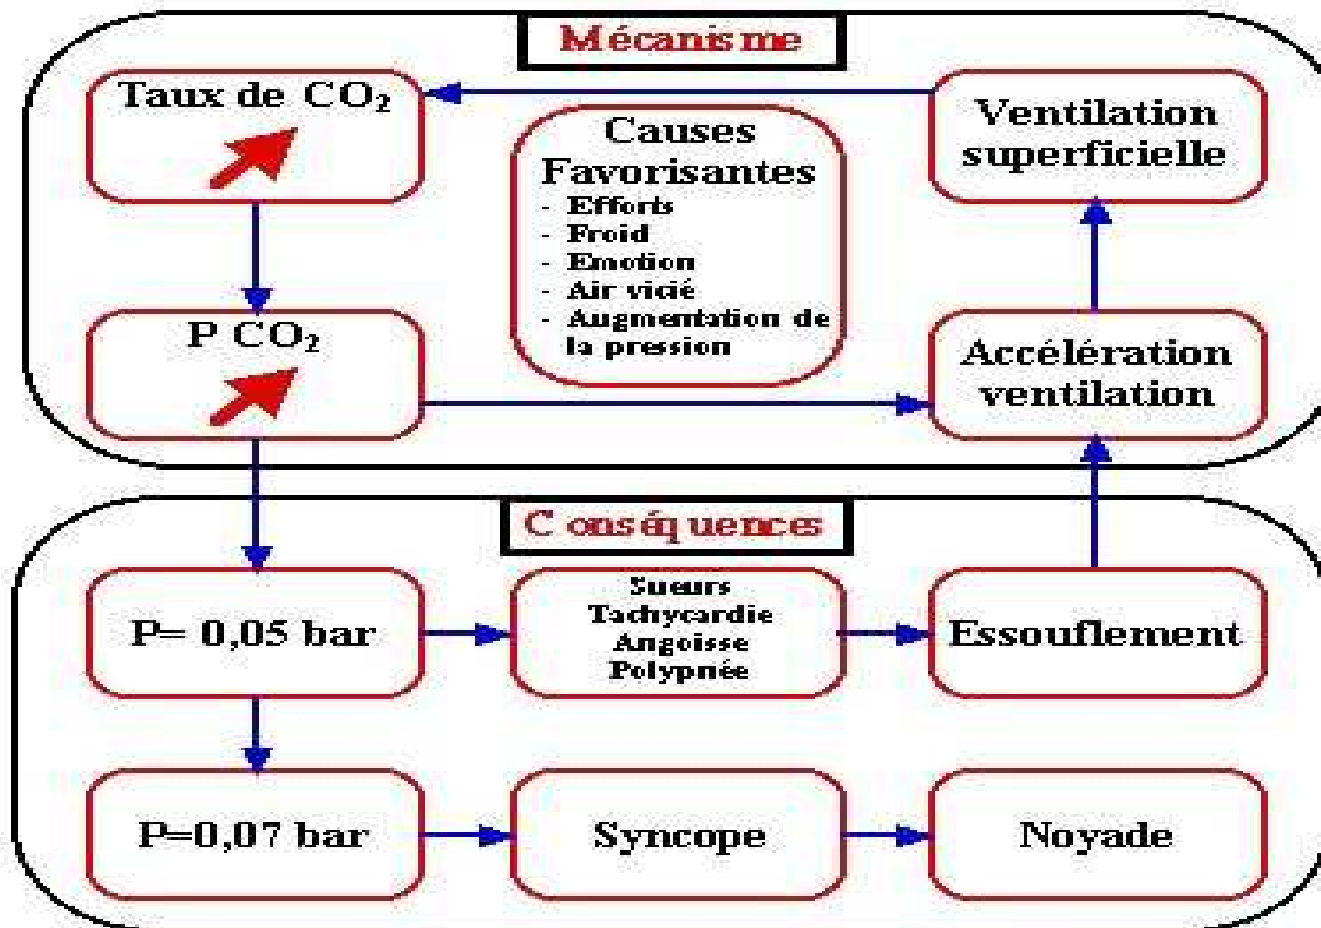 Mécanisme
Taux de CO₂
Causes
Favorisantes
- Efforts
- Froid
- Emotion
- Air vicié
- Augmentation de
la pression
Ventilation
superficielle
P CO₂
Accélération
ventilation
Conséquences
P= 0,05 bar
Sueurs
Tachycardie
Angoisse
Polypnée
Essouflement
P=0,07 bar
Syncope
Noyade